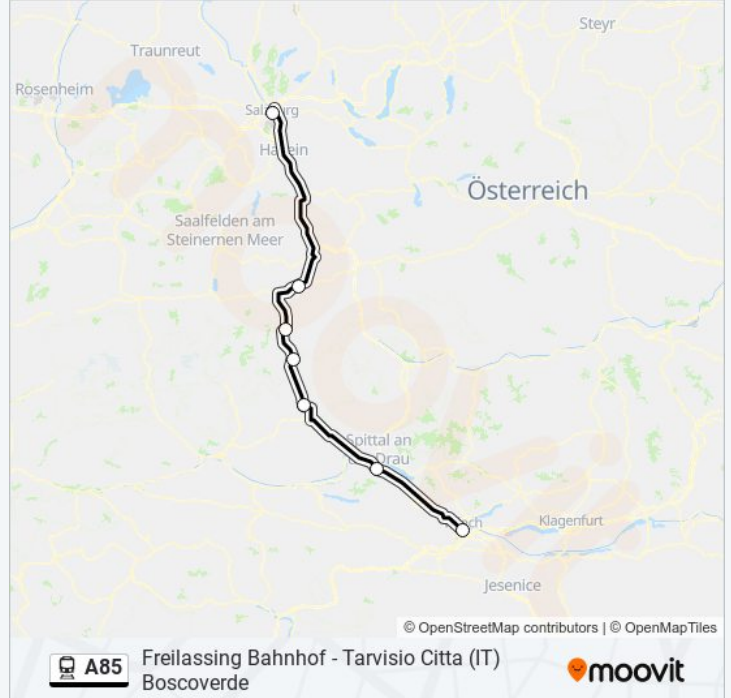 Steyr
Traunreut
Rosenheim
Hallein
Österreich
Saalfelden am
Steinernen Meer
Spittal an
Drau
Klagenfurt
Jesenice
© OpenStreetMap contributors | © OpenMapTiles
A85
Freilassing Bahnhof - Tarvisio Citta (IT)
Boscoverde
moovit